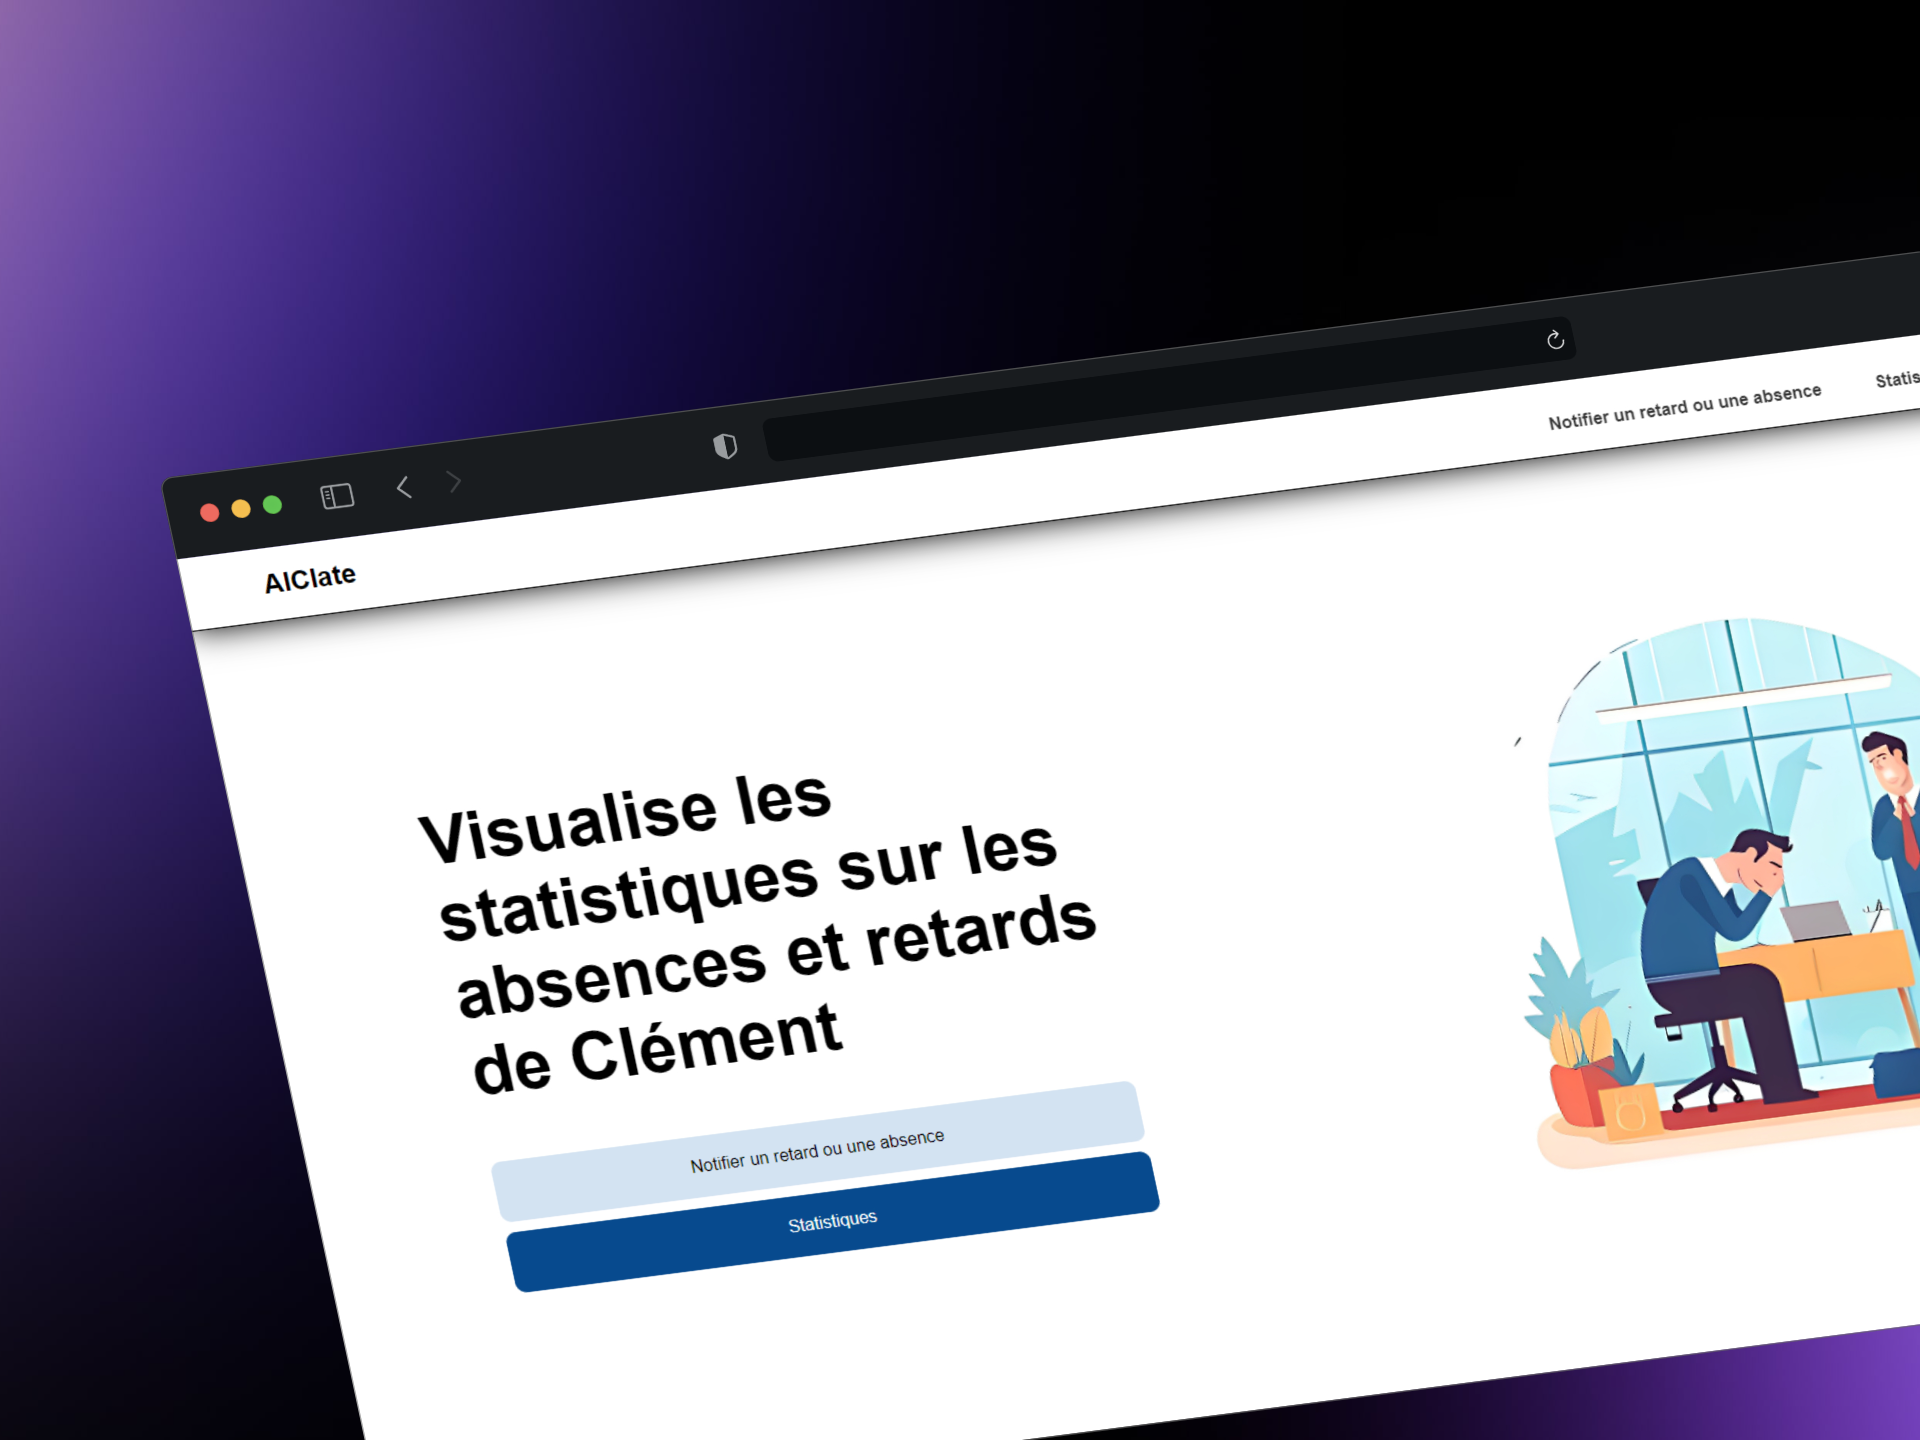 Notifier un retard ou une absence
Statis
AIClate
Visualise les
statistiques sur les
absences et retards
de Clément
Notifier un retard ou une absence
Statistiques